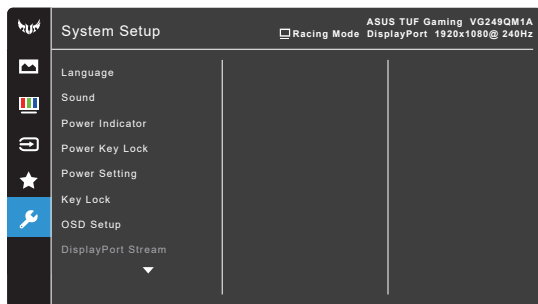 System Setup
ASUS TUF Gaming VG249QM1A
Racing Mode DisplayPort 1920x1080@ 240Hz
Language
Sound
Power Indicator
Power Key Lock
Power Setting
Key Lock
OSD Setup
DisplayPort Stream